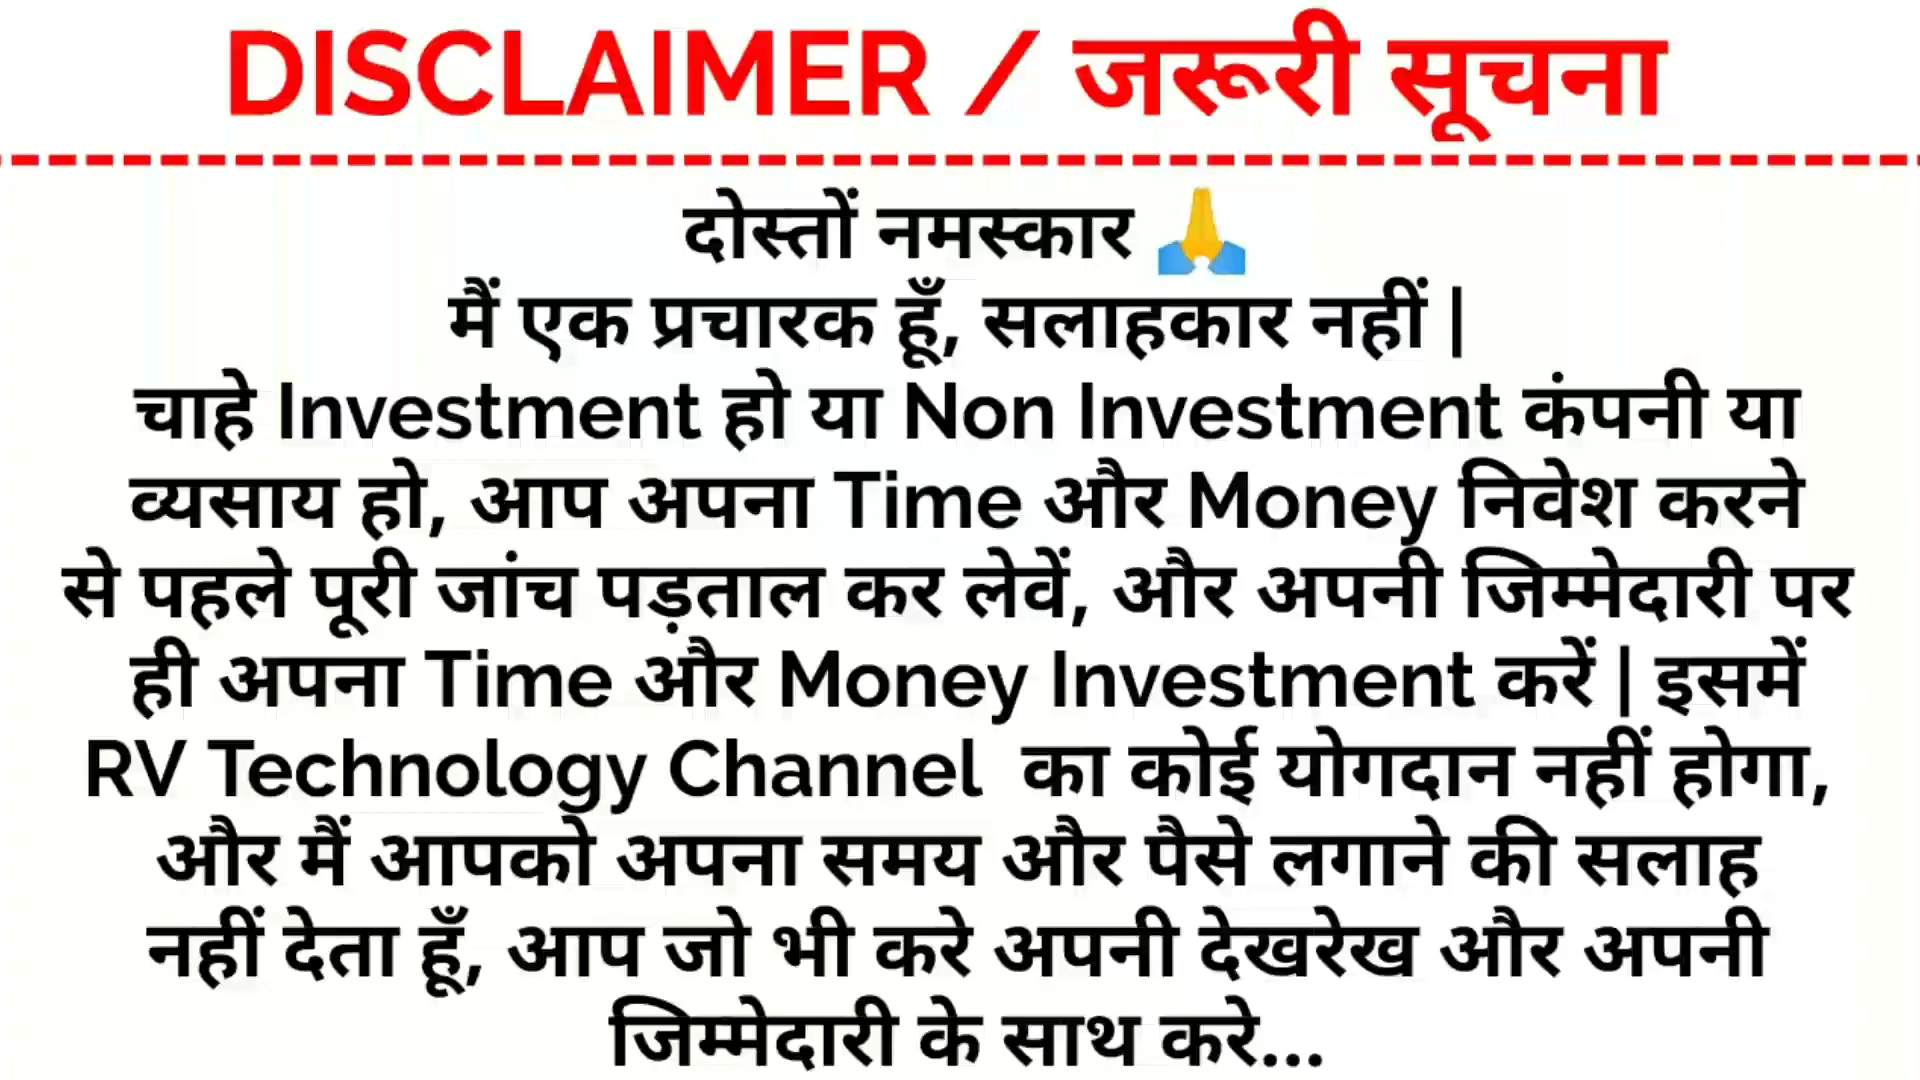 DISCLAIMER / जरूरी सूचना
दोस्तों नमस्कार 🙏
मैं एक प्रचारक हूँ, सलाहकार नहीं |
चाहे Investment हो या Non Investment कंपनी या
व्यसाय हो, आप अपना Time और Money निवेश करने
से पहले पूरी जांच पड़ताल कर लेवें, और अपनी जिम्मेदारी पर
ही अपना Time और Money Investment करें | इसमें
RV Technology Channel का कोई योगदान नहीं होगा,
और मैं आपको अपना समय और पैसे लगाने की सलाह
नहीं देता हूँ, आप जो भी करे अपनी देखरेख और अपनी
जिम्मेदारी के साथ करे...